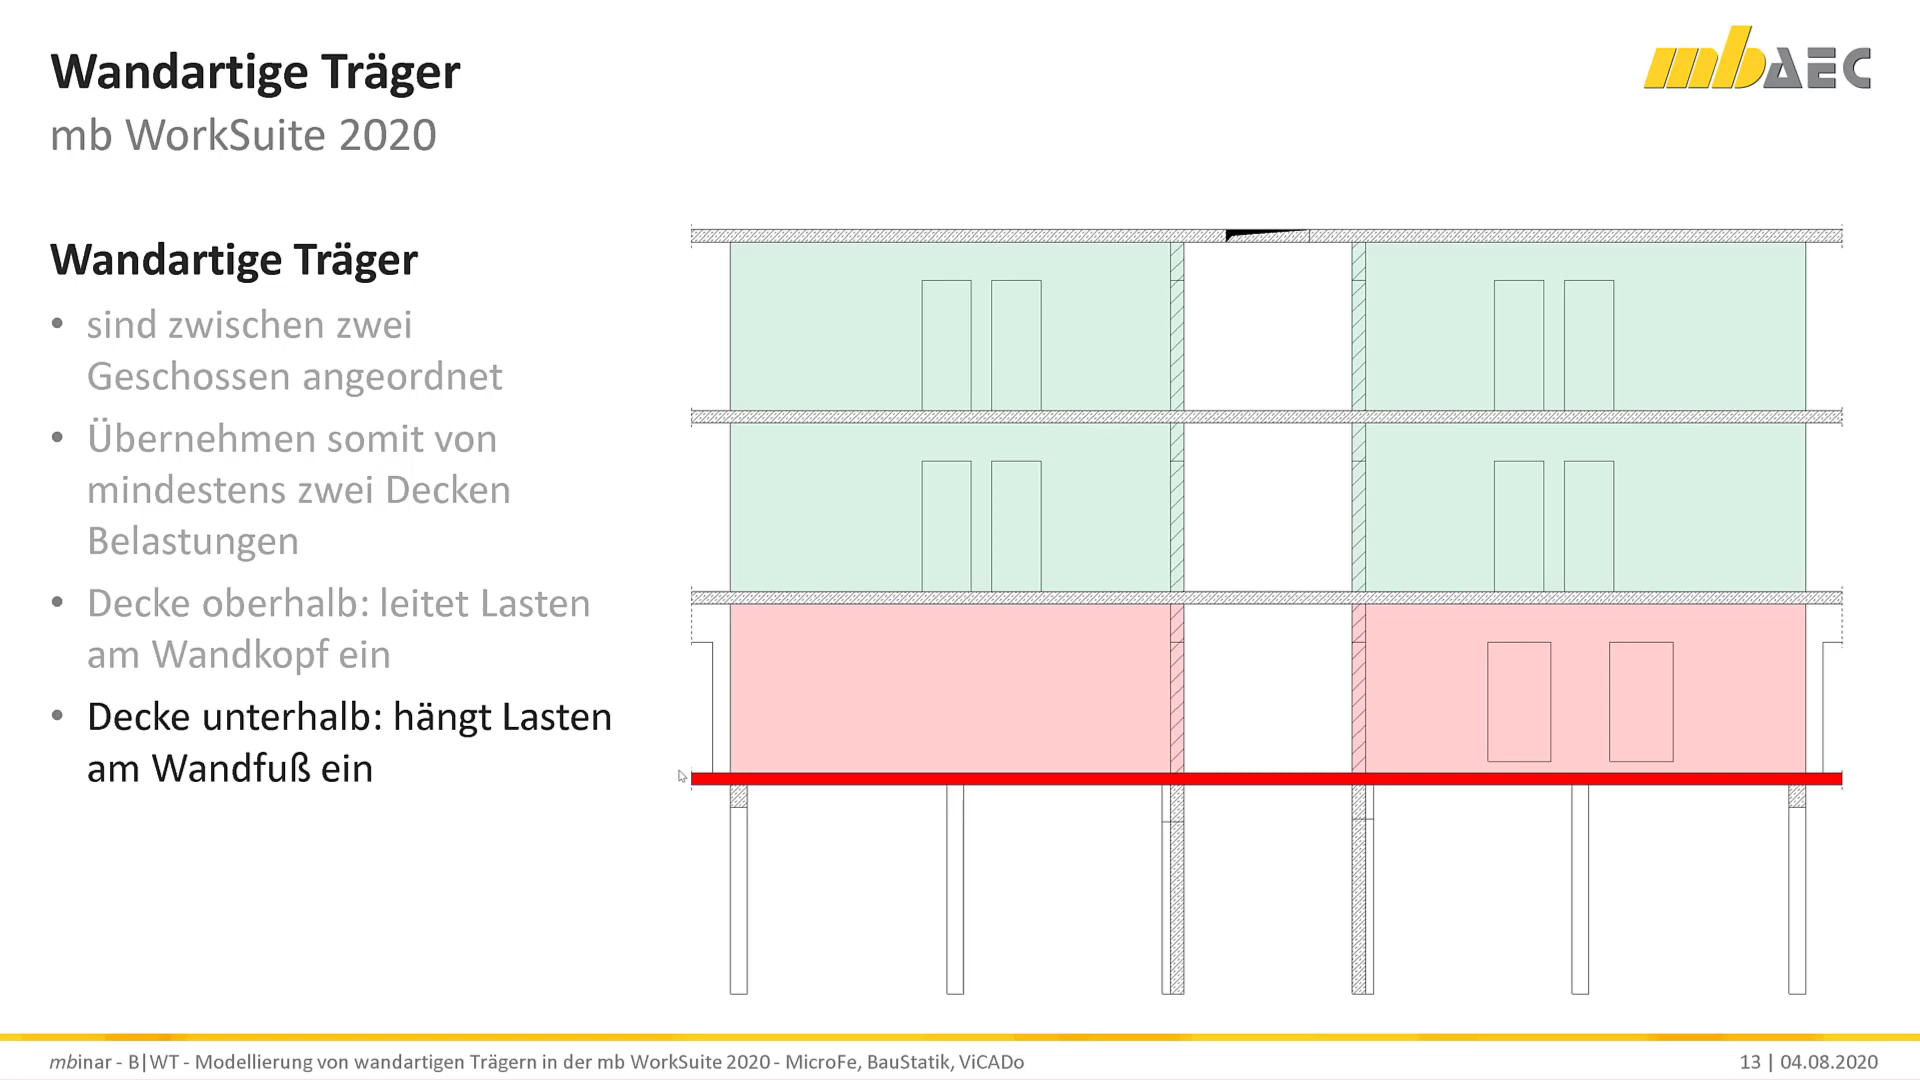 Wandartige Träger
mb WorkSuite 2020
mbAEC
Wandartige Träger
• sind zwischen zwei
Geschossen angeordnet
• Übernehmen somit von
mindestens zwei Decken
Belastungen
• Decke oberhalb: leitet Lasten
am Wandkopf ein
• Decke unterhalb: hängt Lasten
am Wandfuß ein
mbinar - B|WT - Modellierung von wandartigen Trägern in der mb WorkSuite 2020 - MicroFe, BauStatik, ViCADo
13 | 04.08.2020